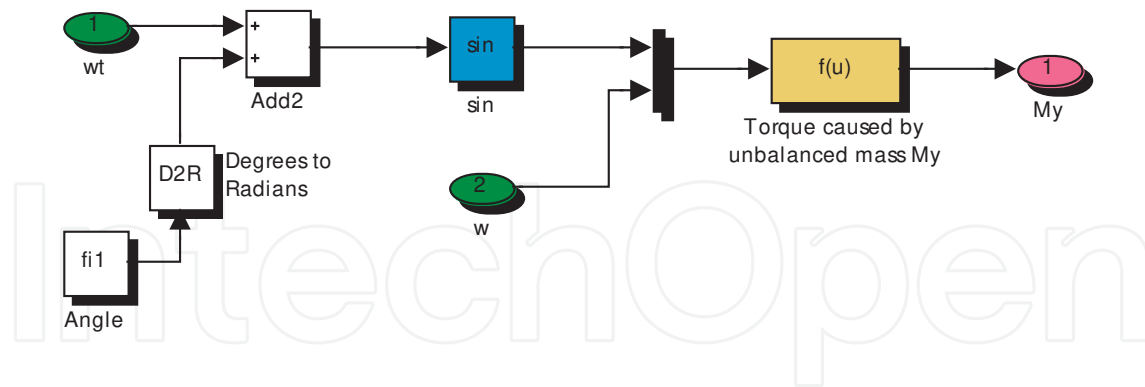 1
wt
+
+
Add2
sin
sin
f(u)
Torque caused by
unbalanced mass My
1
My
D2R
Degrees to
Radians
2
w
fi1
Angle
IntechOpen